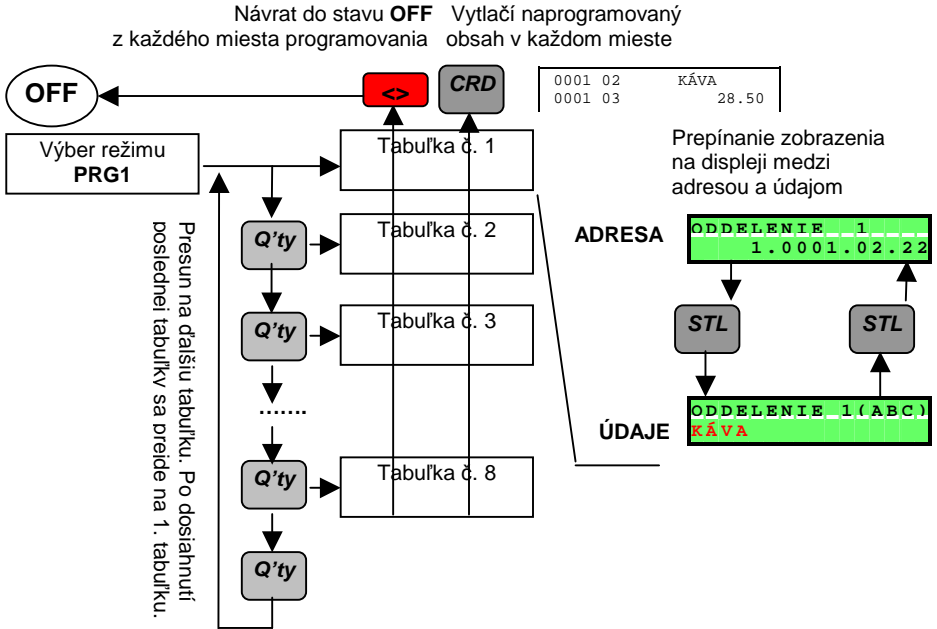 Návrat do stavu OFF
z každého miesta programovania
Vytlačí naprogramovaný
obsah v každom mieste
OFF
<>
CRD
0001 02 KÁVA
0001 03 28.50
Výber režimu
PRG1
Tabuľka č. 1
Prepínanie zobrazenia
na displeji medzi
adresou a údajom
Q'ty
Tabuľka č. 2
ADRESA
ODDELENIE 1
1.0001.02.22
Q'ty
Tabuľka č. 3
STL
STL
.......
ÚDAJE
ODDELENIE 1(ABC)
KÁVA
Q'ty
Tabuľka č. 8
Q'ty
Presun na ďalšiu tabuľku. Po dosiahnutí
poslednej tabuľky sa prejde na 1. tabuľku.